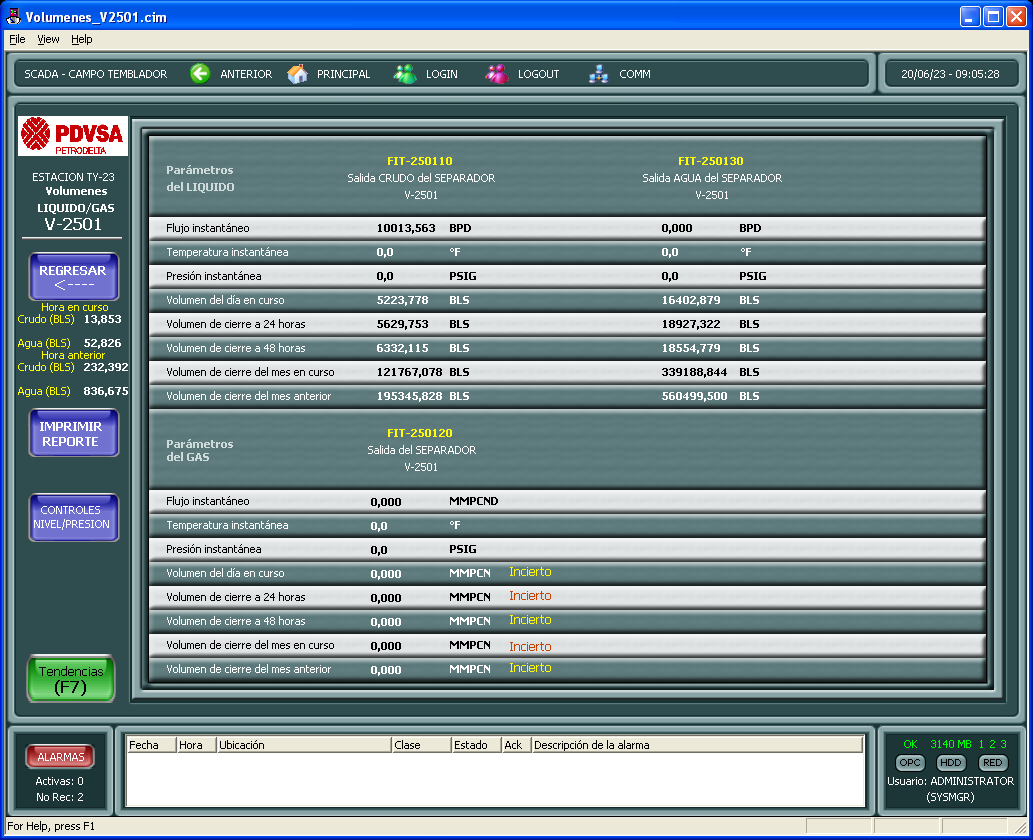 Volumenes_V2501.cim
File View Help
SCADA - CAMPO TEMBLADOR ANTERIOR PRINCIPAL LOGIN LOGOUT COMM 20/06/23 - 09:05:28
PDVSA
PETRODELTA
ESTACION TY-23
Volumenes
LIQUIDO/GAS
V-2501
REGRESAR
<----
Hora en curso
Crudo (BLS) 13,853
Agua (BLS) 52,826
Hora anterior
Crudo (BLS) 232,392
Agua (BLS) 836,675
IMPRIMIR
REPORTE
CONTROLES
NIVEL/PRESION
Tendencias
(F7)
Parámetros
del LIQUIDO
FIT-250110
Salida CRUDO del SEPARADOR
V-2501
FIT-250130
Salida AGUA del SEPARADOR
V-2501
Flujo instantáneo 10013,563 BPD 0,000 BPD
Temperatura instantánea 0,0 °F 0,0 °F
Presión instantánea 0,0 PSIG 0,0 PSIG
Volumen del día en curso 5223,778 BLS 16402,879 BLS
Volumen de cierre a 24 horas 5629,753 BLS 18927,322 BLS
Volumen de cierre a 48 horas 6332,115 BLS 18554,779 BLS
Volumen de cierre del mes en curso 121767,078 BLS 339188,844 BLS
Volumen de cierre del mes anterior 195345,828 BLS 560499,500 BLS
Parámetros
del GAS
FIT-250120
Salida del SEPARADOR
V-2501
Flujo instantáneo 0,000 MMPCND
Temperatura instantánea 0,0 °F
Presión instantánea 0,0 PSIG
Volumen del día en curso 0,000 MMPCN Incierto
Volumen de cierre a 24 horas 0,000 MMPCN Incierto
Volumen de cierre a 48 horas 0,000 MMPCN Incierto
Volumen de cierre del mes en curso 0,000 MMPCN Incierto
Volumen de cierre del mes anterior 0,000 MMPCN Incierto
ALARMAS
Activas: 0
No Rec: 2
Fecha Hora Ubicación Clase Estado Ack Descripción de la alarma
OK 3140 MB 1 2 3
OPC HDD RED
Usuario: ADMINISTRATOR
(SYSMGR)
For Help, press F1